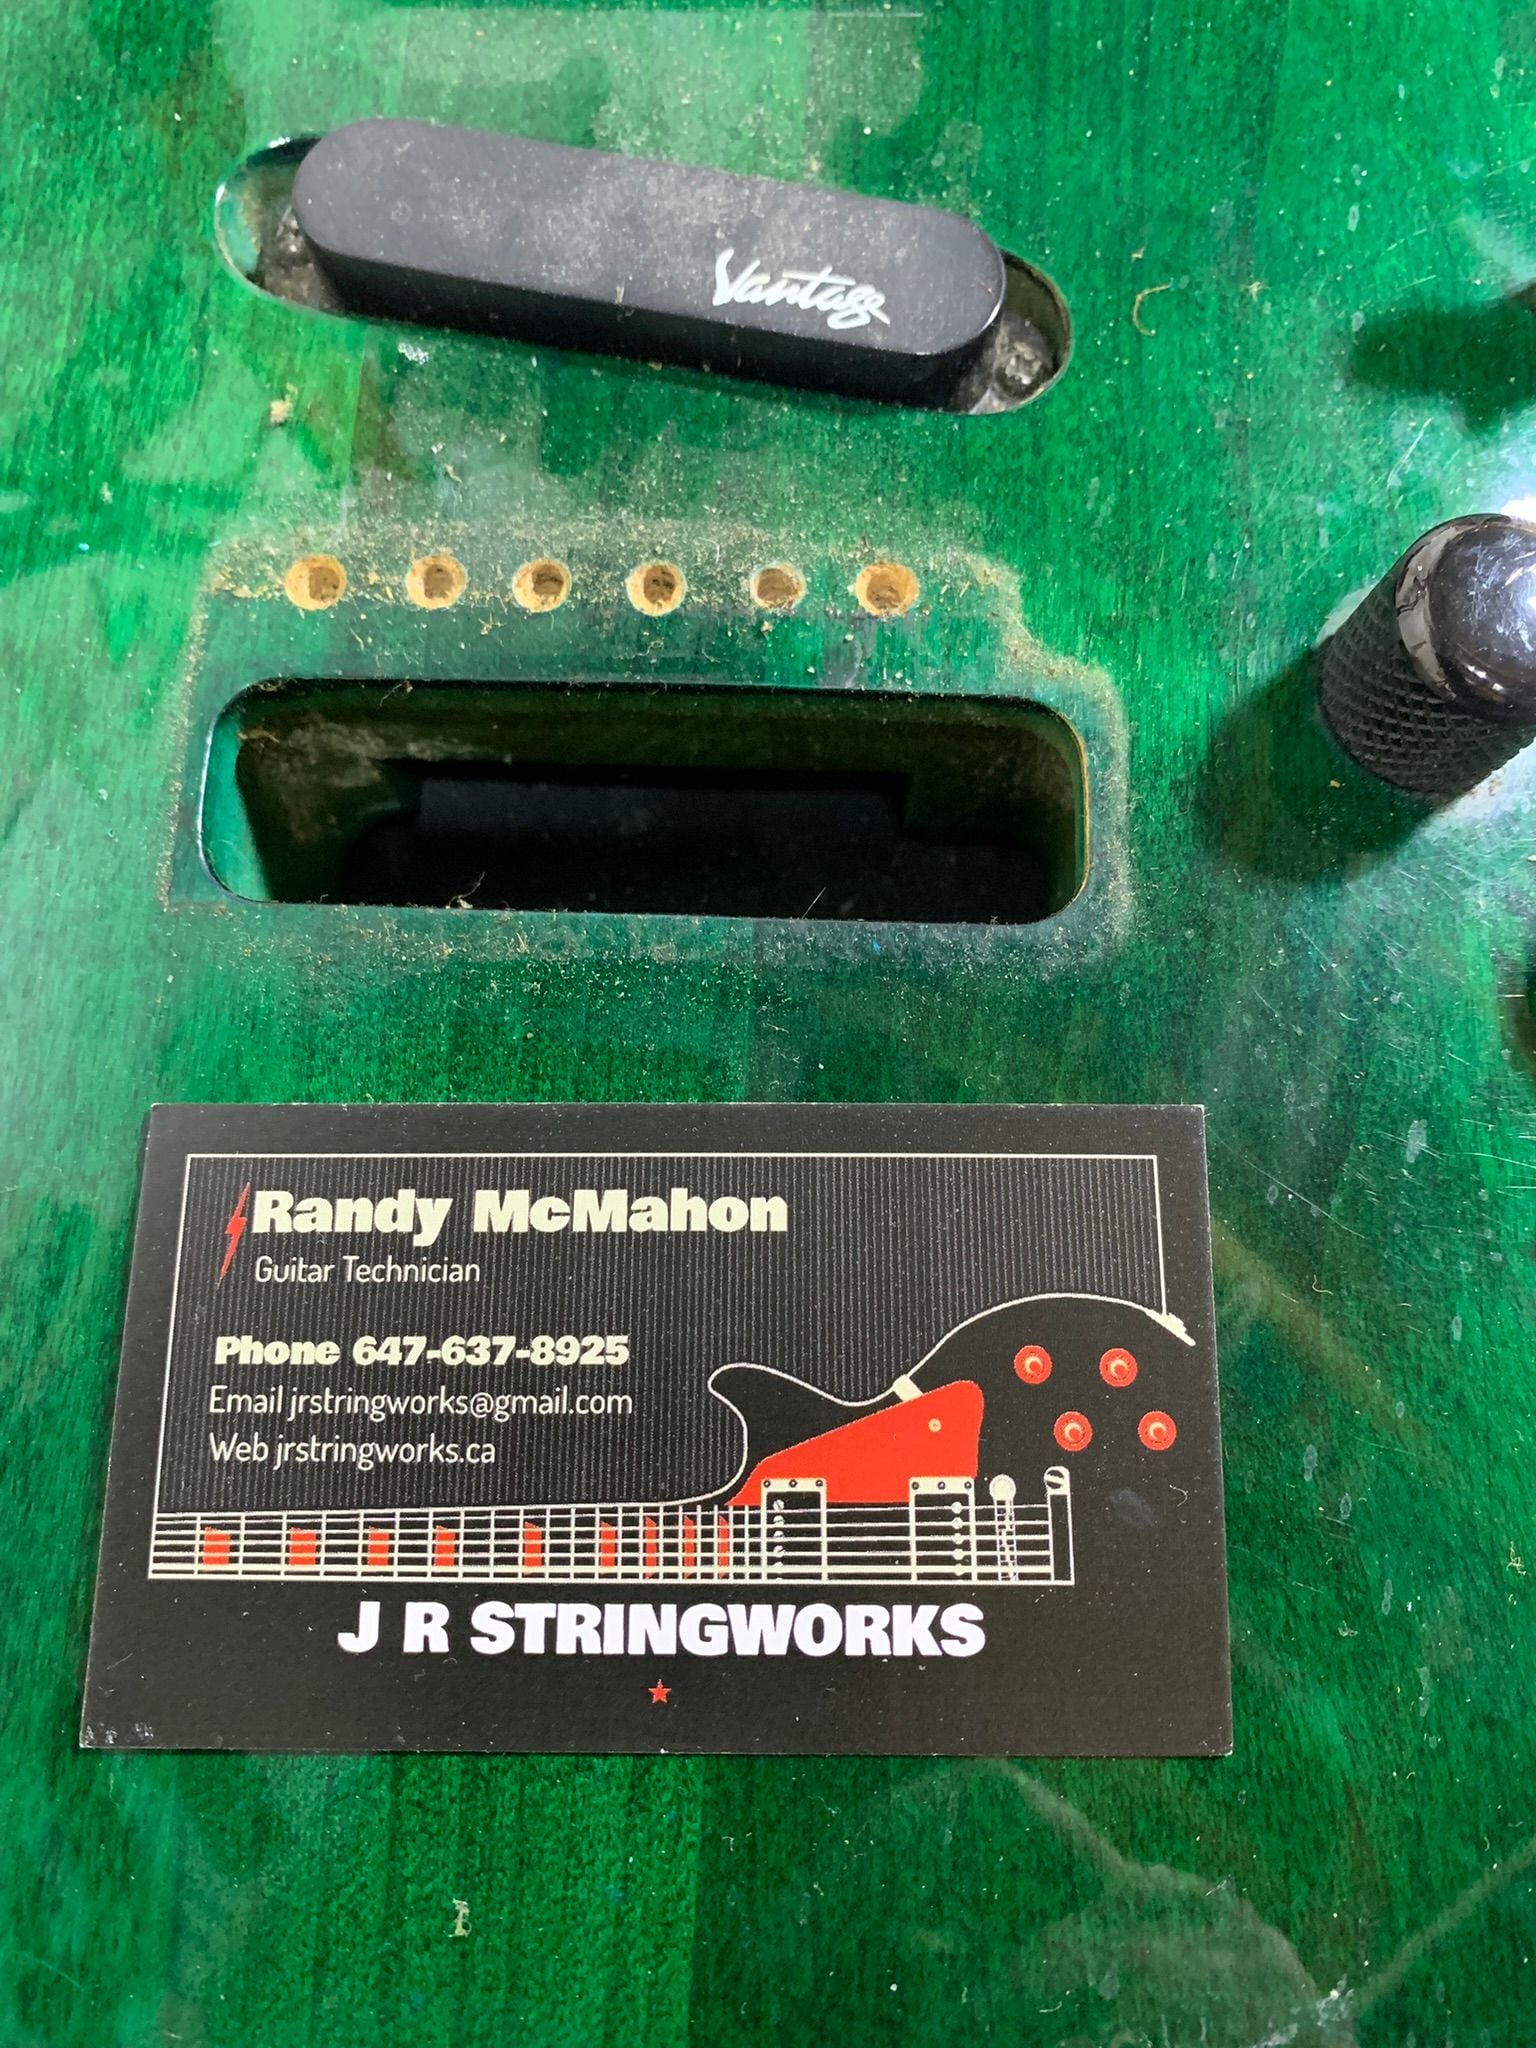 Vantage
Randy McMahon
Guitar Technician
Phone 647-637-8925
Email jrstringworks@gmail.com
Web jrstringworks.ca
J R STRINGWORKS